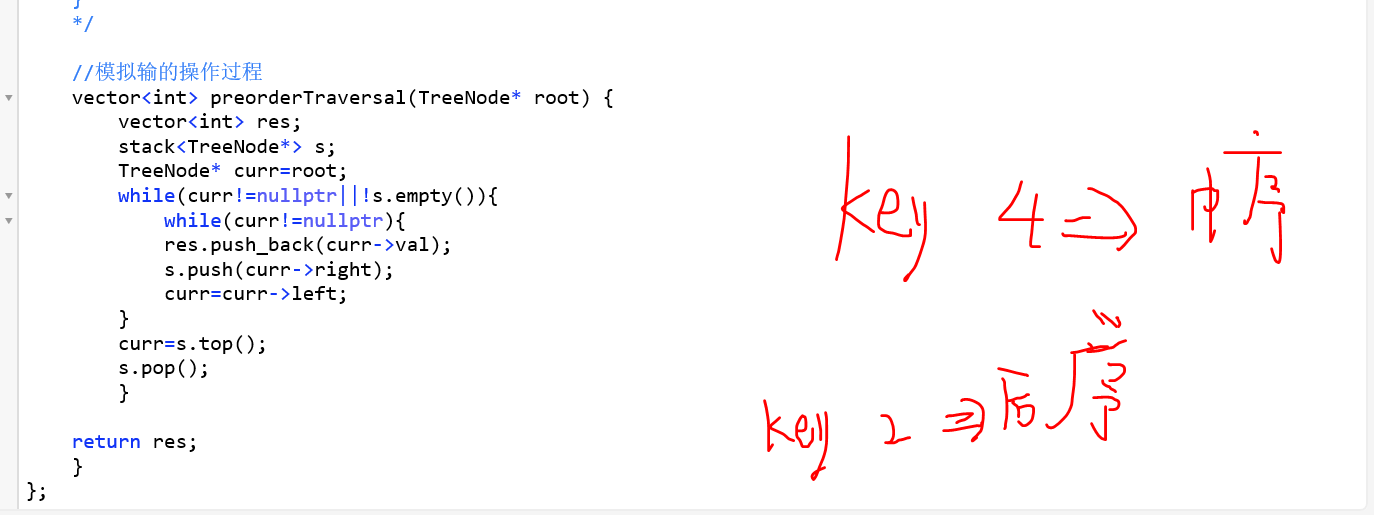 }
*/
//模拟输的操作过程
vector<int> preorderTraversal(TreeNode* root) {
vector<int> res;
stack<TreeNode*> s;
TreeNode* curr=root;
while(curr!=nullptr||!s.empty()){
while(curr!=nullptr){
res.push_back(curr->val);
s.push(curr->right);
curr=curr->left;
}
curr=s.top();
s.pop();
}
return res;
}
};
key 4 => 中序
key 2 => 后序